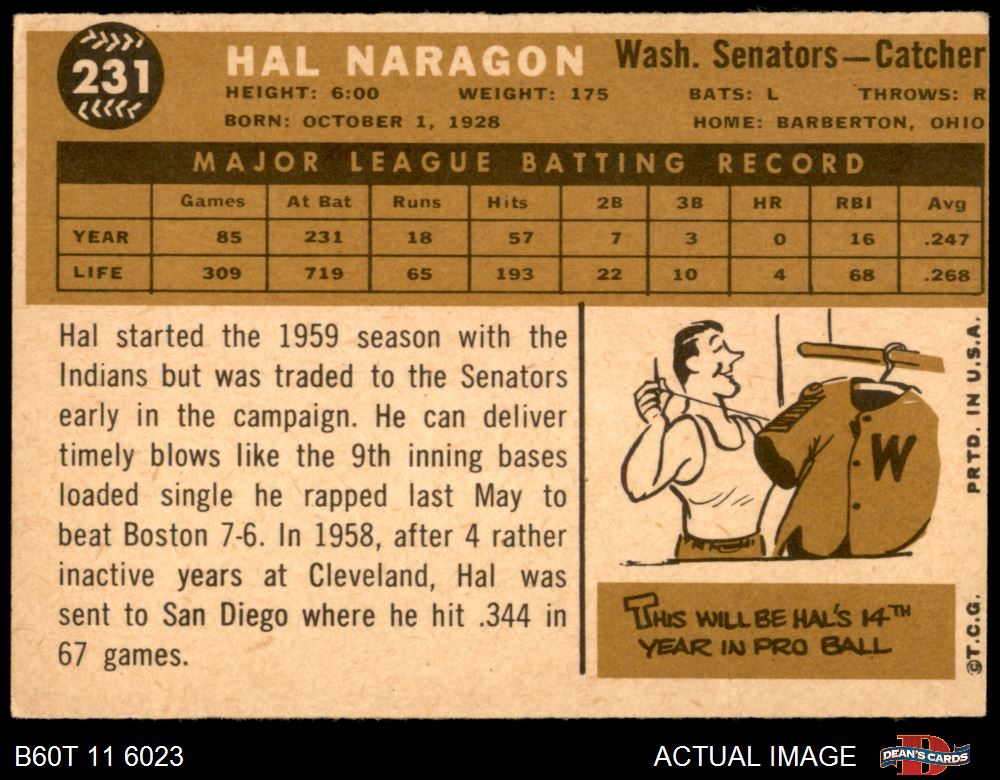 231
HAL NARAGON Wash. Senators—Catcher
HEIGHT: 6:00 WEIGHT: 175 BATS: L THROWS: R
BORN: OCTOBER 1, 1928 HOME: BARBERTON, OHIO
MAJOR LEAGUE BATTING RECORD
Games At Bat Runs Hits 2B 3B HR RBI Avg
YEAR 85 231 18 57 7 3 0 16 .247
LIFE 309 719 65 193 22 10 4 68 .268
Hal started the 1959 season with the
Indians but was traded to the Senators
early in the campaign. He can deliver
timely blows like the 9th inning bases
loaded single he rapped last May to
beat Boston 7-6. In 1958, after 4 rather
inactive years at Cleveland, Hal was
sent to San Diego where he hit .344 in
67 games.
W
THIS WILL BE HAL'S 14TH
YEAR IN PRO BALL
©T.C.G. PRTD. IN U.S.A.
B60T 11 6023 ACTUAL IMAGE DEAN'S CARDS